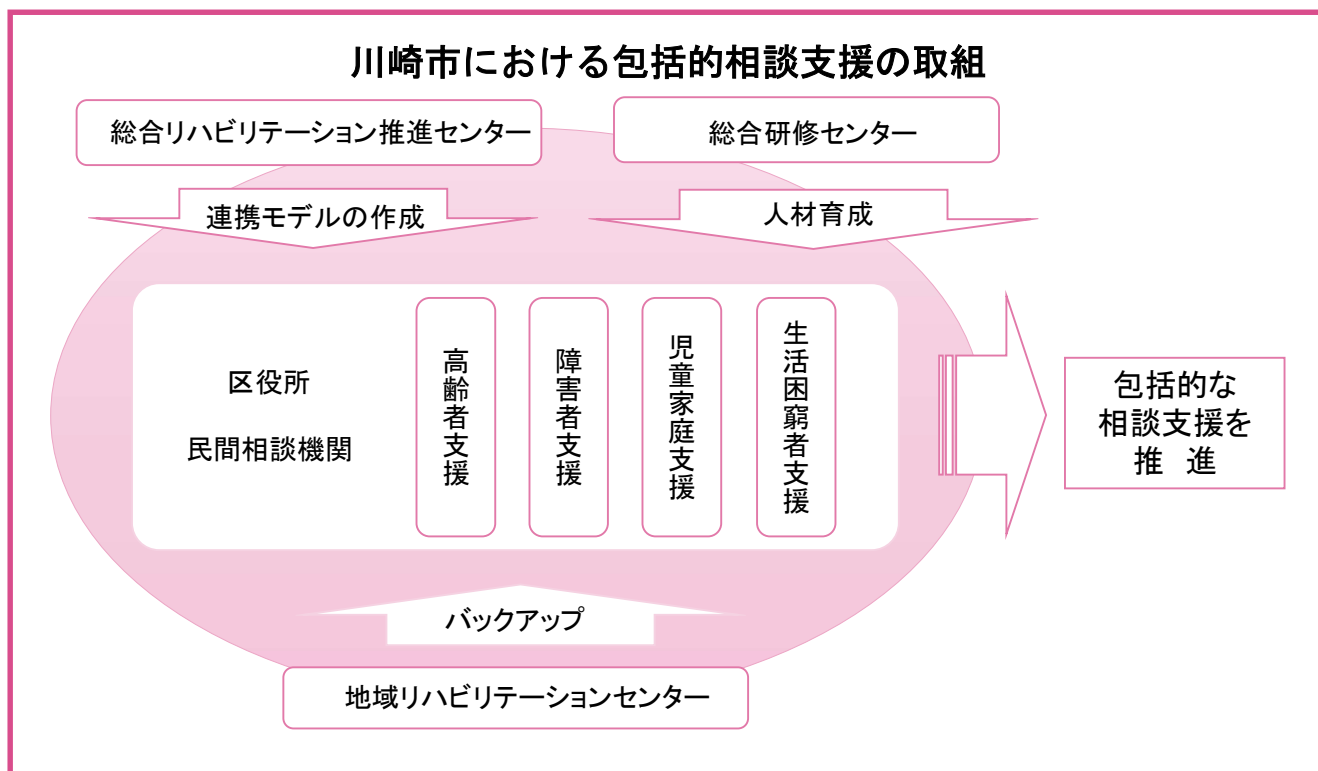 川崎市における包括的相談支援の取組
総合リハビリテーション推進センター
総合研修センター
連携モデルの作成
人材育成
区役所
民間相談機関
高齢者支援
障害者支援
児童家庭支援
生活困窮者支援
包括的な
相談支援を
推 進
バックアップ
地域リハビリテーションセンター